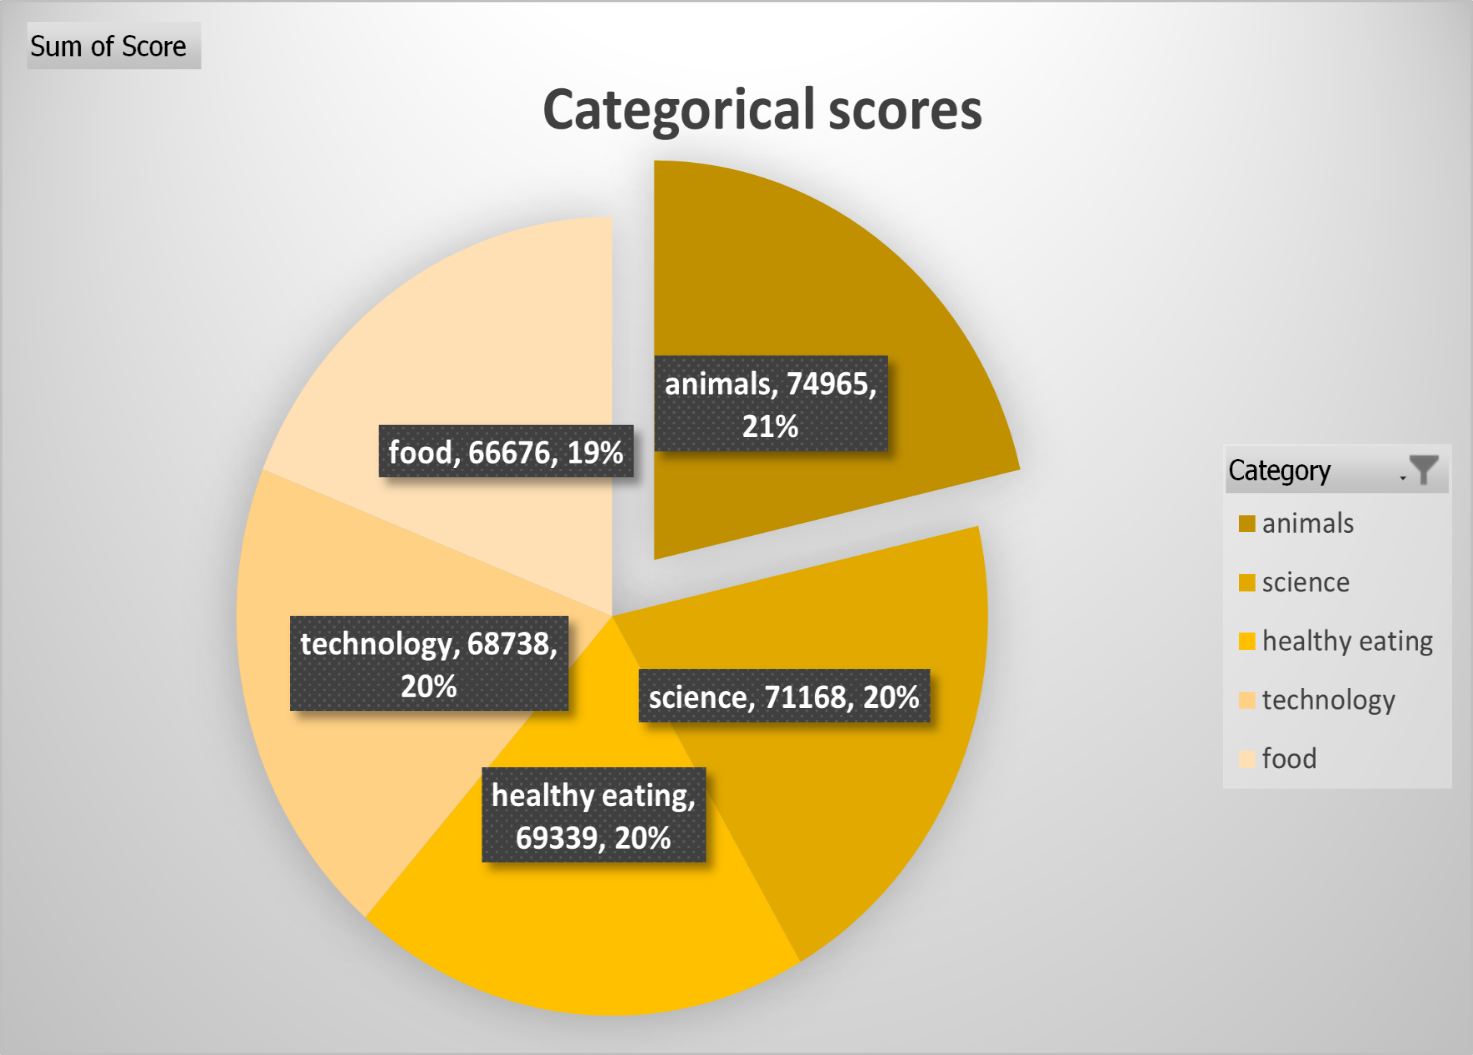 Sum of Score
Categorical scores
animals, 74965,
21%
food, 66676, 19%
technology, 68738,
20%
science, 71168, 20%
healthy eating,
69339, 20%
Category
animals
science
healthy eating
technology
food